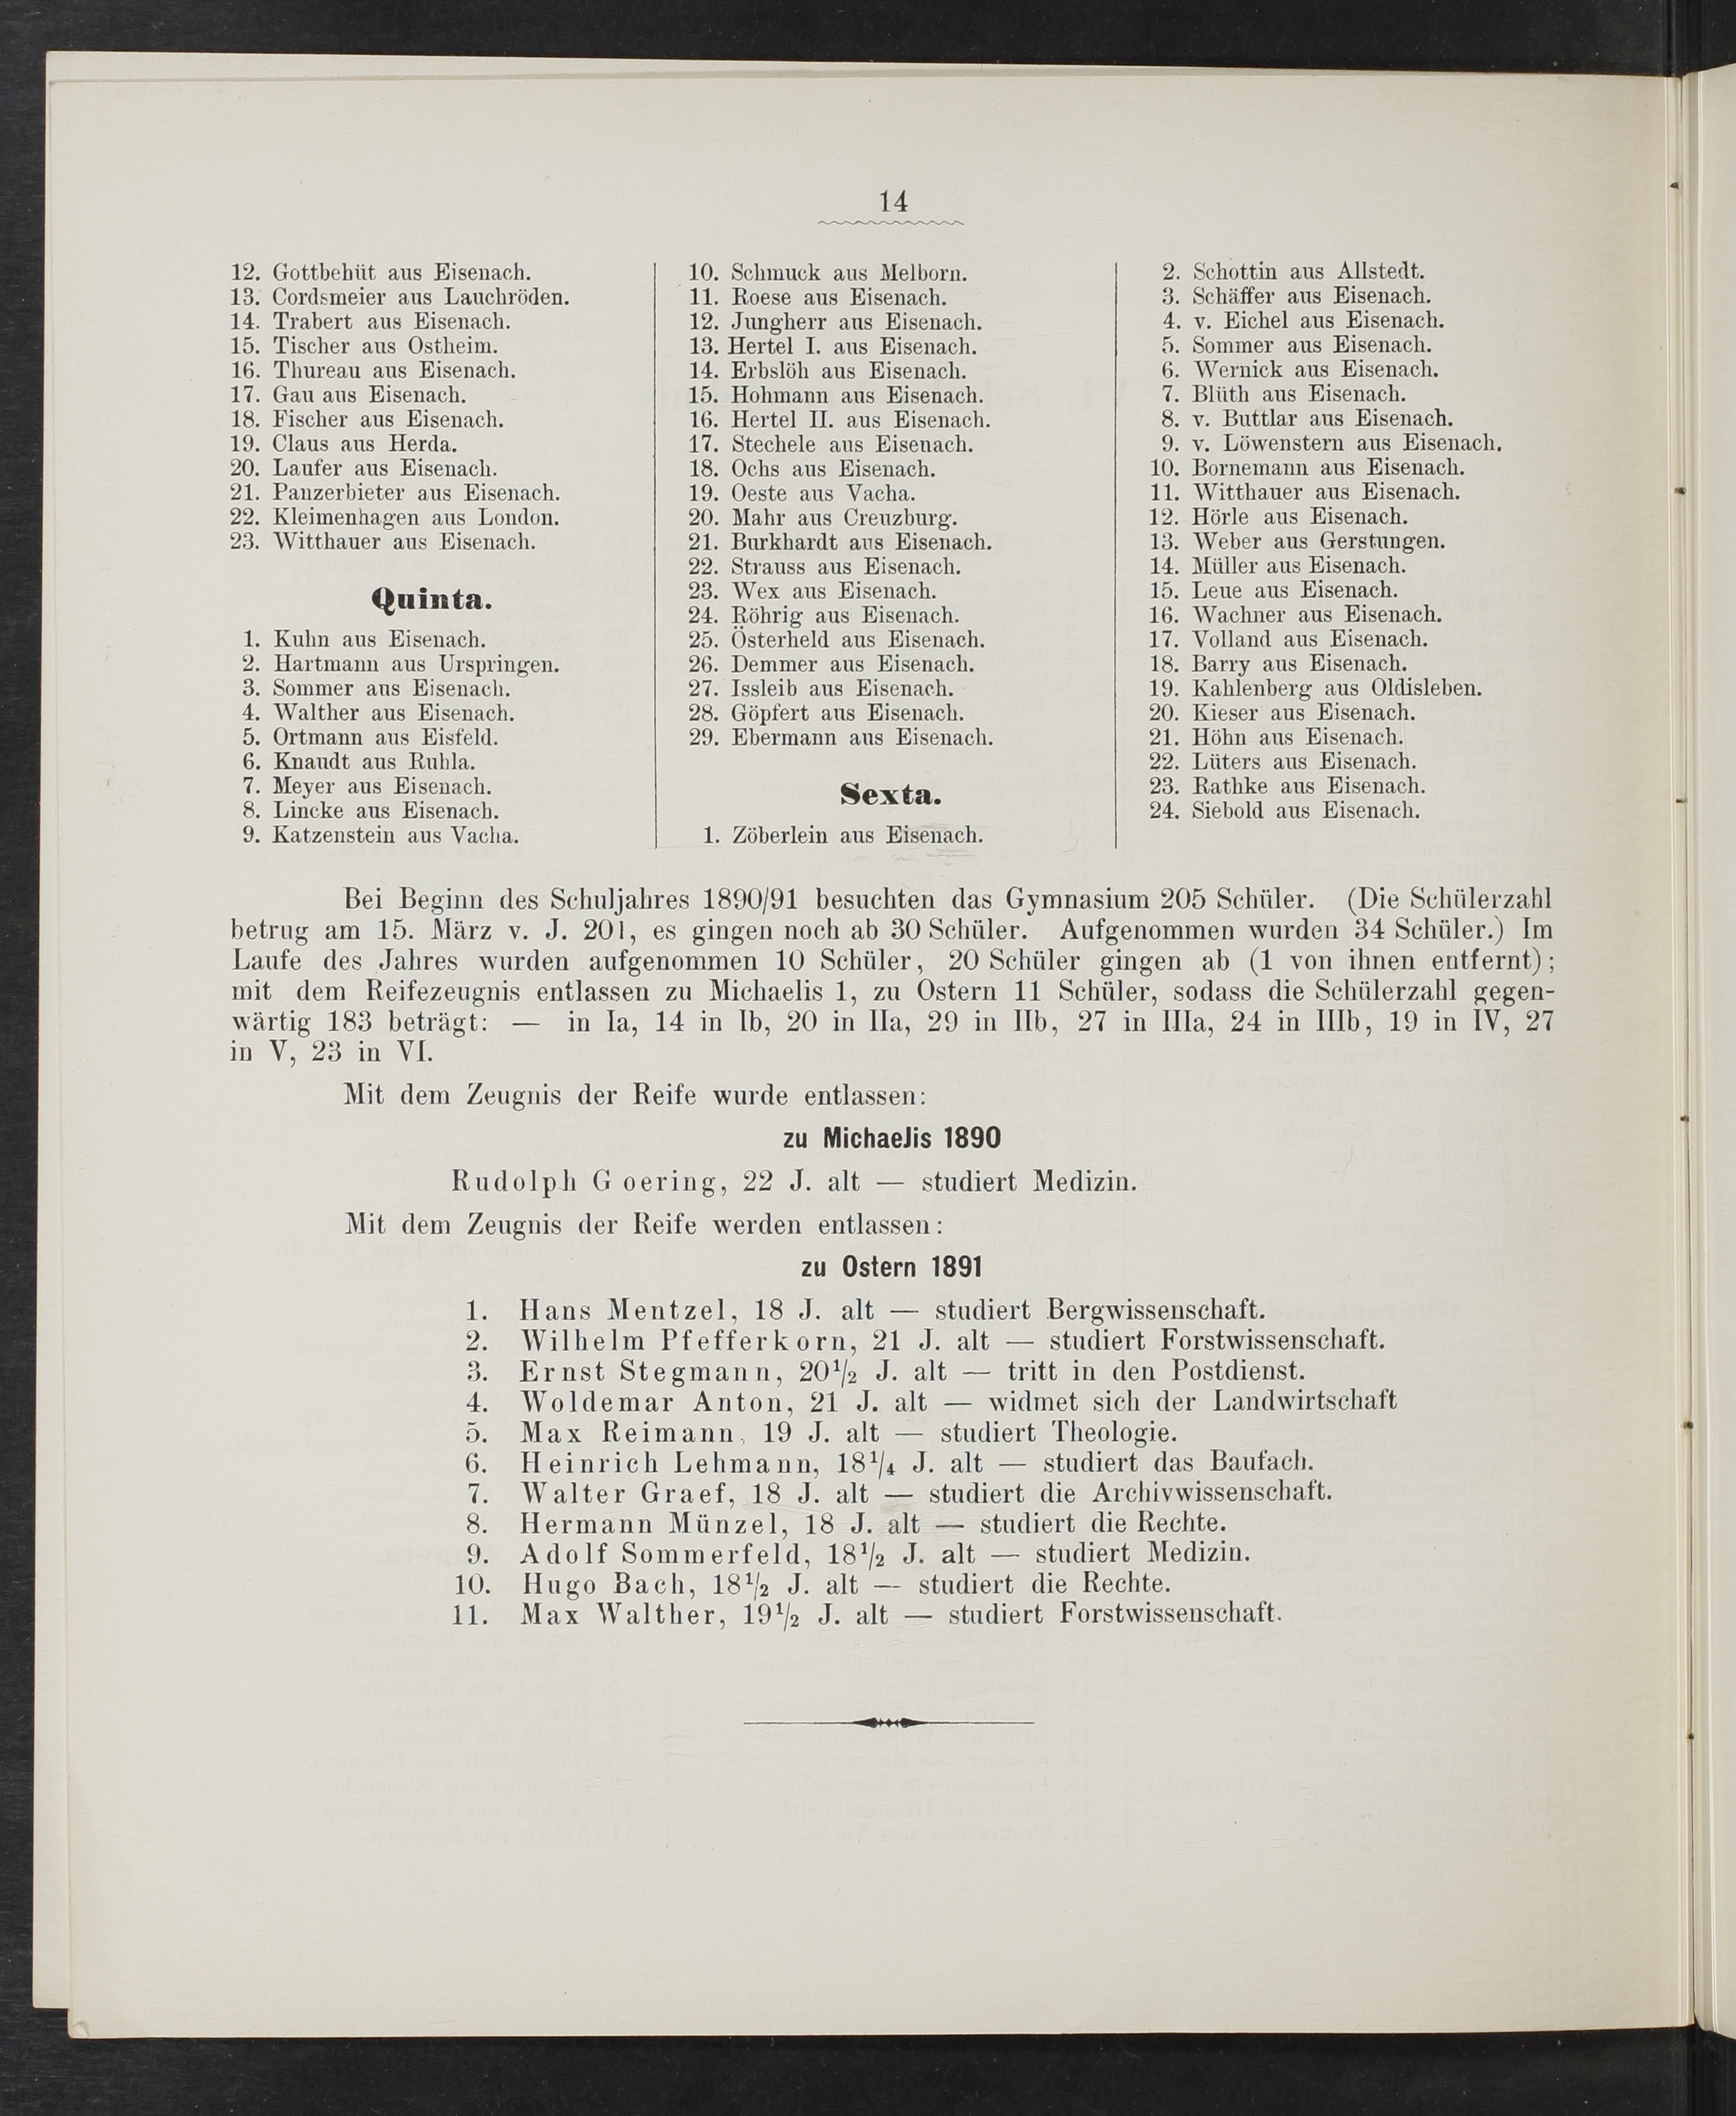 14
12. Gottbehüt aus Eisenach.
13. Cordsmeier aus Lauchröden.
14. Trabert aus Eisenach.
15. Tischer aus Ostheim.
16. Thureau aus Eisenach.
17. Gau aus Eisenach.
18. Fischer aus Eisenach.
19. Claus aus Herda.
20. Laufer aus Eisenach.
21. Panzerbieter aus Eisenach.
22. Kleimenhagen aus London.
23. Witthauer aus Eisenach.
Quinta.
1. Kuhn aus Eisenach.
2. Hartmann aus Urspringen.
3. Sommer aus Eisenach.
4. Walther aus Eisenach.
5. Ortmann aus Eisfeld.
6. Knaudt aus Ruhla.
7. Meyer aus Eisenach.
8. Lincke aus Eisenach.
9. Katzenstein aus Vacha.
10. Schmuck aus Melborn.
11. Roese aus Eisenach.
12. Jungherr aus Eisenach.
13. Hertel I. aus Eisenach.
14. Erbslöh aus Eisenach.
15. Hohmann aus Eisenach.
16. Hertel II. aus Eisenach.
17. Stechele aus Eisenach.
18. Ochs aus Eisenach.
19. Oeste aus Vacha.
20. Mahr aus Creuzburg.
21. Burkhardt aus Eisenach.
22. Strauss aus Eisenach.
23. Wex aus Eisenach.
24. Röhrig aus Eisenach.
25. Österheld aus Eisenach.
26. Demmer aus Eisenach.
27. Issleib aus Eisenach.
28. Göpfert aus Eisenach.
29. Ebermann aus Eisenach.
Sexta.
1. Zöberlein aus Eisenach.
2. Schottin aus Allstedt.
3. Schäffer aus Eisenach.
4. v. Eichel aus Eisenach.
5. Sommer aus Eisenach.
6. Wernick aus Eisenach.
7. Blüth aus Eisenach.
8. v. Buttlar aus Eisenach.
9. v. Löwenstern aus Eisenach.
10. Bornemann aus Eisenach.
11. Witthauer aus Eisenach.
12. Hörle aus Eisenach.
13. Weber aus Gerstungen.
14. Müller aus Eisenach.
15. Leue aus Eisenach.
16. Wachner aus Eisenach.
17. Volland aus Eisenach.
18. Barry aus Eisenach.
19. Kahlenberg aus Oldisleben.
20. Kieser aus Eisenach.
21. Höhn aus Eisenach.
22. Lüters aus Eisenach.
23. Rathke aus Eisenach.
24. Siebold aus Eisenach.
Bei Beginn des Schuljahres 1890/91 besuchten das Gymnasium 205 Schüler. (Die Schülerzahl
betrug am 15. März v. J. 201, es gingen noch ab 30 Schüler. Aufgenommen wurden 34 Schüler.) Im
Laufe des Jahres wurden aufgenommen 10 Schüler, 20 Schüler gingen ab (1 von ihnen entfernt);
mit dem Reifezeugnis entlassen zu Michaelis 1, zu Ostern 11 Schüler, sodass die Schülerzahl gegen-
wärtig 183 beträgt: — in Ia, 14 in Ib, 20 in IIa, 29 in IIb, 27 in IIIa, 24 in IIIb, 19 in IV, 27
in V, 23 in VI.
Mit dem Zeugnis der Reife wurde entlassen:
zu Michaelis 1890
Rudolph Goering, 22 J. alt — studiert Medizin.
Mit dem Zeugnis der Reife werden entlassen:
zu Ostern 1891
1. Hans Mentzel, 18 J. alt — studiert Bergwissenschaft.
2. Wilhelm Pfefferkorn, 21 J. alt — studiert Forstwissenschaft.
3. Ernst Stegmann, 20½ J. alt — tritt in den Postdienst.
4. Woldemar Anton, 21 J. alt — widmet sich der Landwirtschaft
5. Max Reimann, 19 J. alt — studiert Theologie.
6. Heinrich Lehmann, 18¼ J. alt — studiert das Baufach.
7. Walter Graef, 18 J. alt — studiert die Archivwissenschaft.
8. Hermann Münzel, 18 J. alt — studiert die Rechte.
9. Adolf Sommerfeld, 18½ J. alt — studiert Medizin.
10. Hugo Bach, 18½ J. alt — studiert die Rechte.
11. Max Walther, 19½ J. alt — studiert Forstwissenschaft.